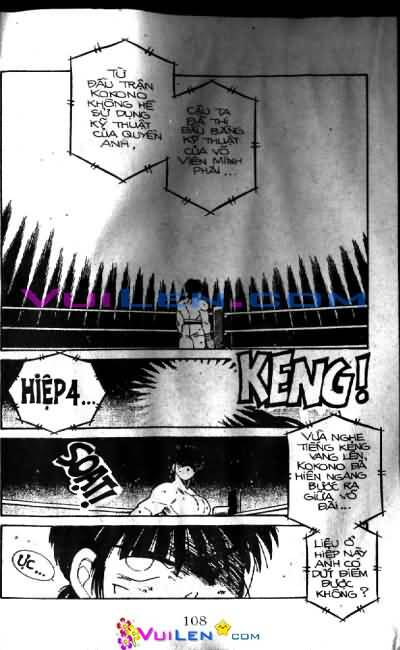 TỪ
ĐẦU TRẬN
KOKONO
KHÔNG HỀ
SỬ DỤNG
KỸ THUẬT
CỦA QUYỀN
ANH.
CẬU TA
ĐÃ THI
ĐẤU BẰNG
KỸ THUẬT
CỦA VÕ
VIÊN MINH
PHÁI...
VUILEN.COM
KENG!
HIỆP 4...
VỪA NGHE
TIẾNG KẺNG
VANG LÊN,
KOKONO ĐÃ
HIÊN NGANG
BƯỚC RA
GIỮA VÕ
ĐÀI...
SOẠT!
LIỆU Ở
HIỆP NÀY
ANH CÓ
DỨT ĐIỂM
ĐƯỢC
KHÔNG?
ỰC...
108
VUILEN.COM